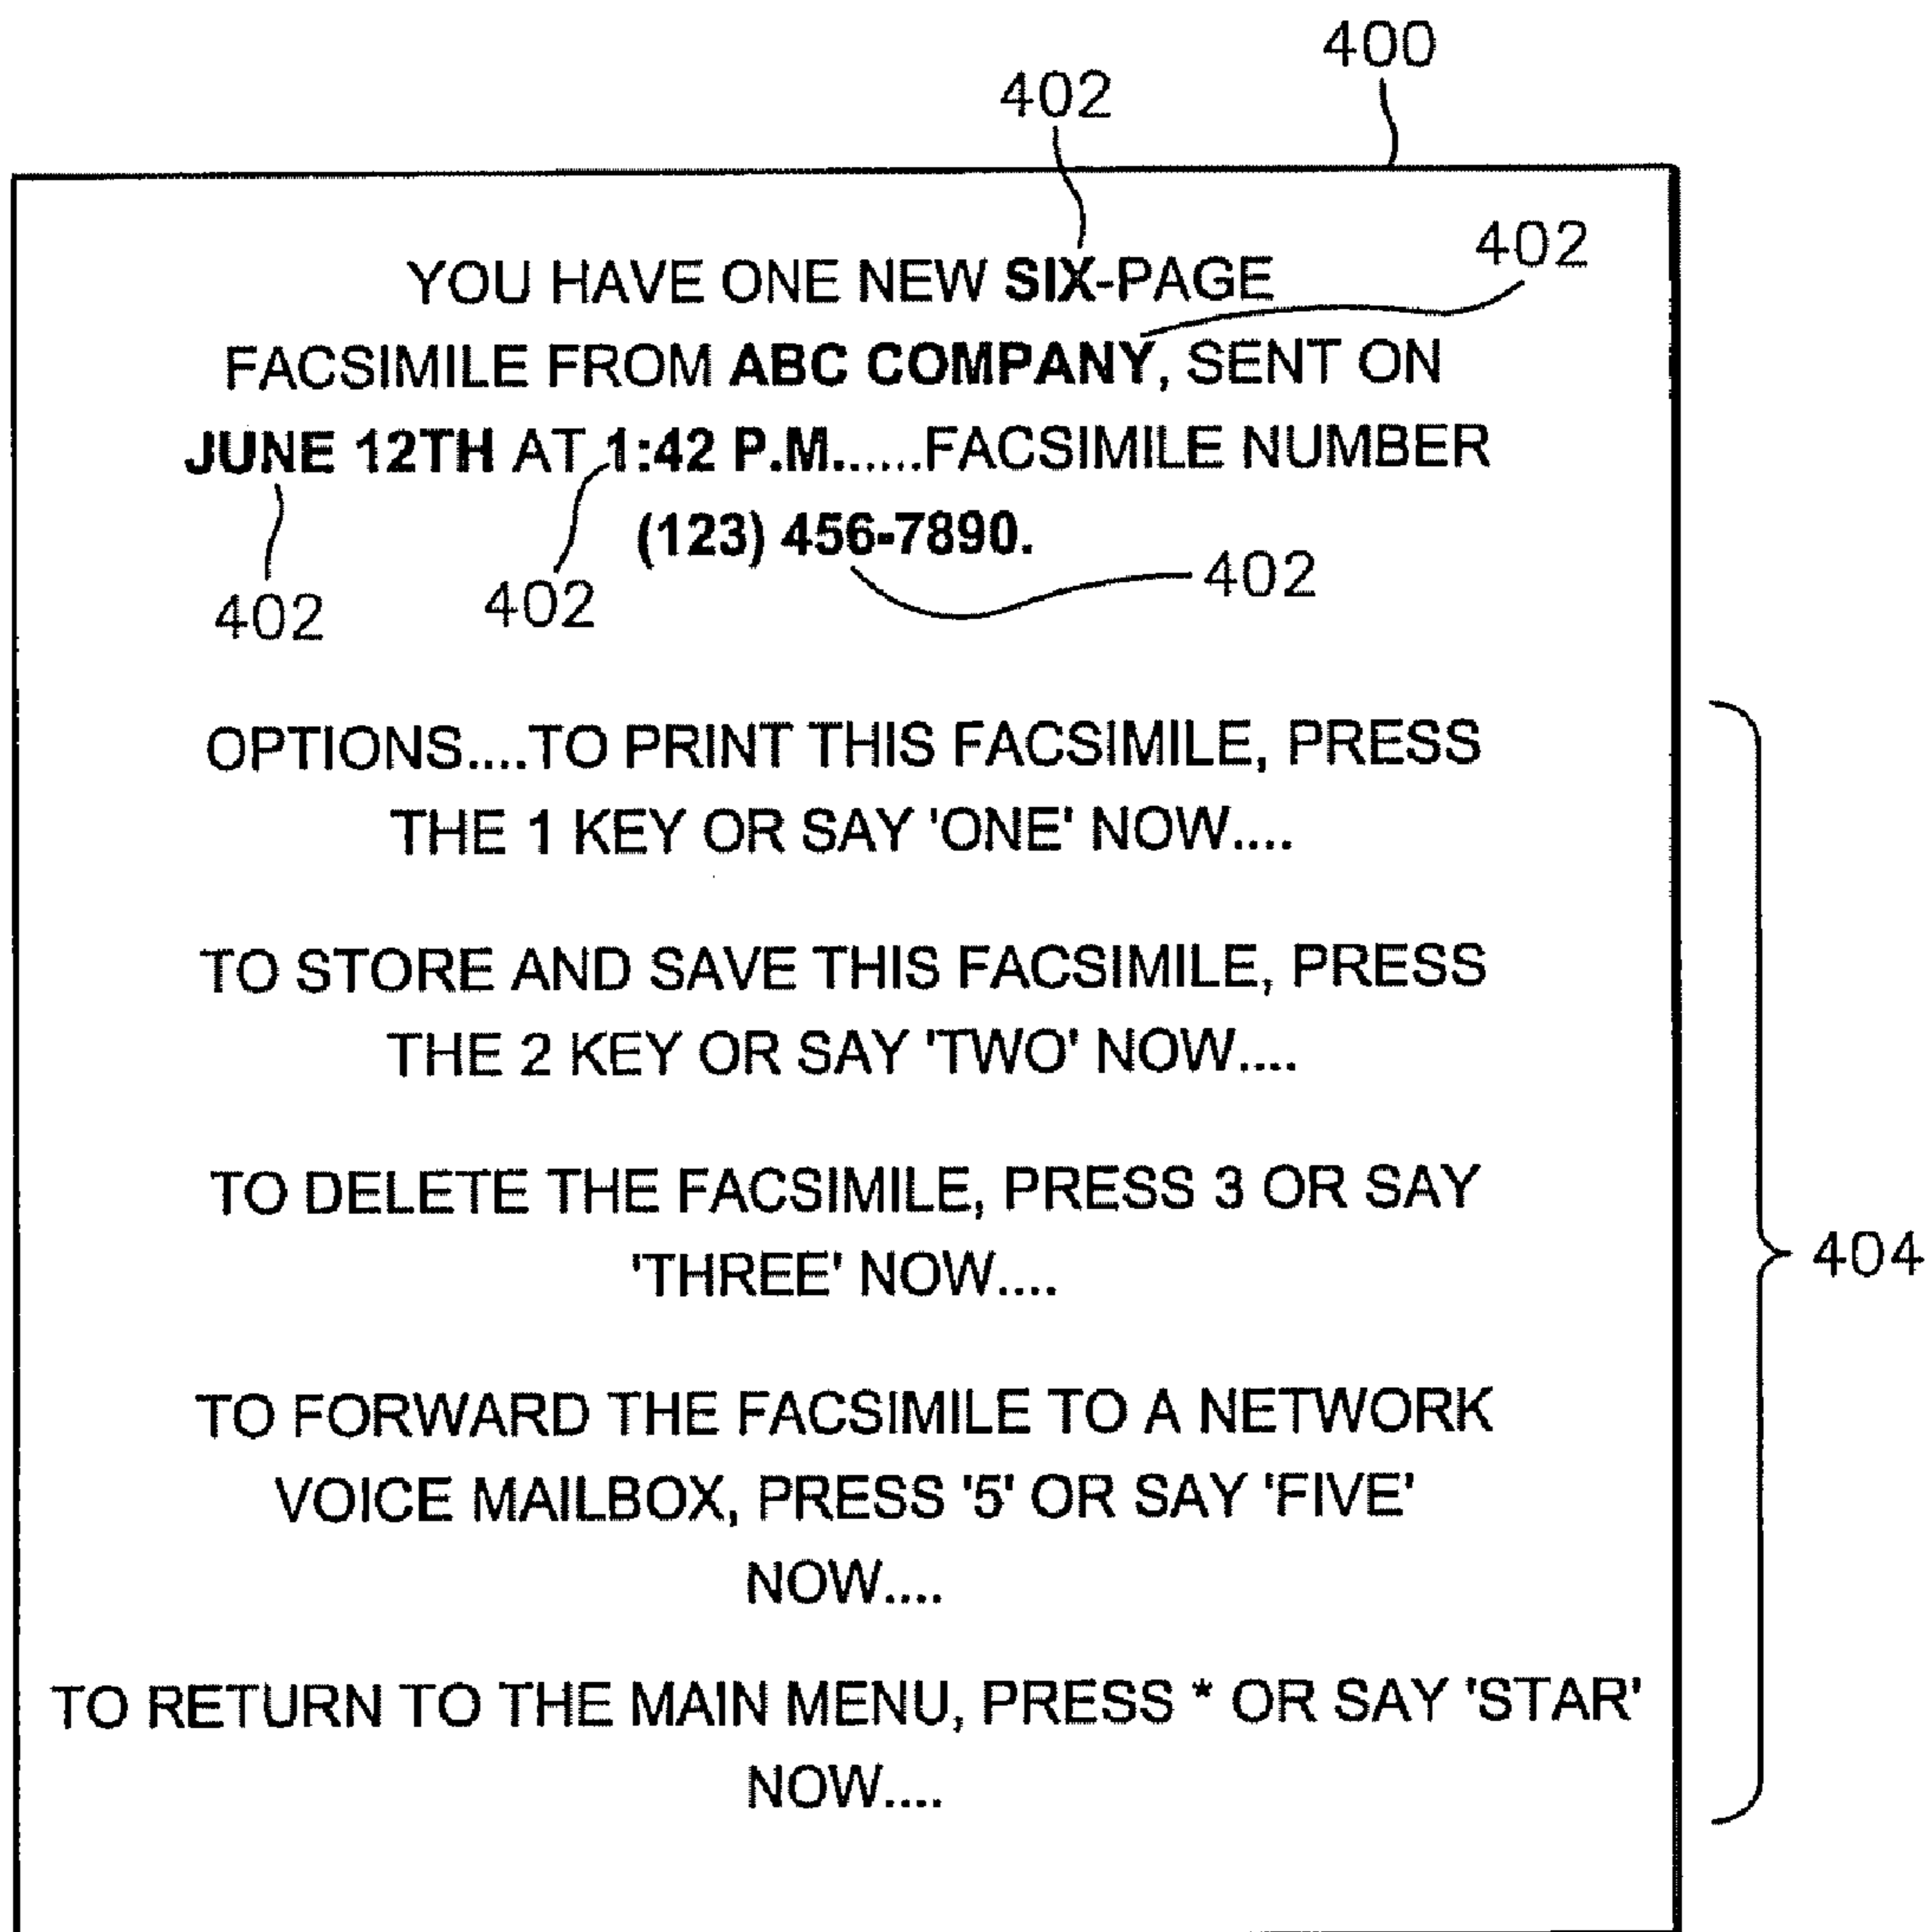 400
402
402
YOU HAVE ONE NEW SIX-PAGE
FACSIMILE FROM ABC COMPANY, SENT ON
JUNE 12TH AT 1:42 P.M......FACSIMILE NUMBER
(123) 456-7890.
402
402
402
OPTIONS....TO PRINT THIS FACSIMILE, PRESS
THE 1 KEY OR SAY 'ONE' NOW....
TO STORE AND SAVE THIS FACSIMILE, PRESS
THE 2 KEY OR SAY 'TWO' NOW....
TO DELETE THE FACSIMILE, PRESS 3 OR SAY
'THREE' NOW....
404
TO FORWARD THE FACSIMILE TO A NETWORK
VOICE MAILBOX, PRESS '5' OR SAY 'FIVE'
NOW....
TO RETURN TO THE MAIN MENU, PRESS * OR SAY 'STAR'
NOW....